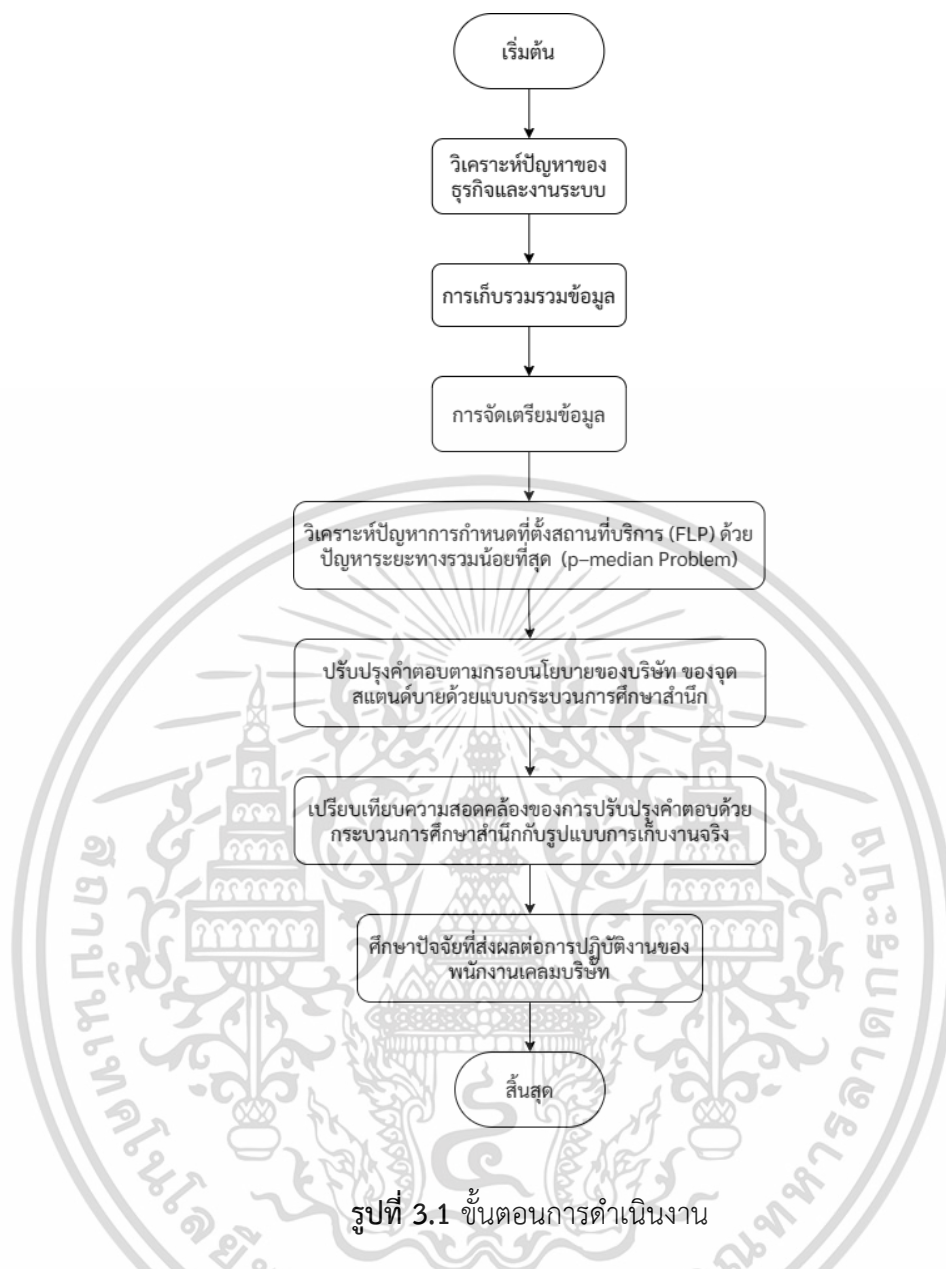 เริ่มต้น
วิเคราะห์ปัญหาของ
ธุรกิจและงานระบบ
การเก็บรวมรวมข้อมูล
การจัดเตรียมข้อมูล
วิเคราะห์ปัญหาการกำหนดที่ตั้งสถานที่บริการ (FLP) ด้วย
ปัญหาระยะทางรวมน้อยที่สุด (p–median Problem)
ปรับปรุงคำตอบตามกรอบนโยบายของบริษัท ของจุด
สแตนด์บายด้วยแบบกระบวนการศึกษาสำนึก
เปรียบเทียบความสอดคล้องของการปรับปรุงคำตอบด้วย
กระบวนการศึกษาสำนึกกับรูปแบบการเก็บงานจริง
ศึกษาปัจจัยที่ส่งผลต่อการปฏิบัติงานของ
พนักงานเคลมบริษัท
สิ้นสุด
รูปที่ 3.1 ขั้นตอนการดำเนินงาน